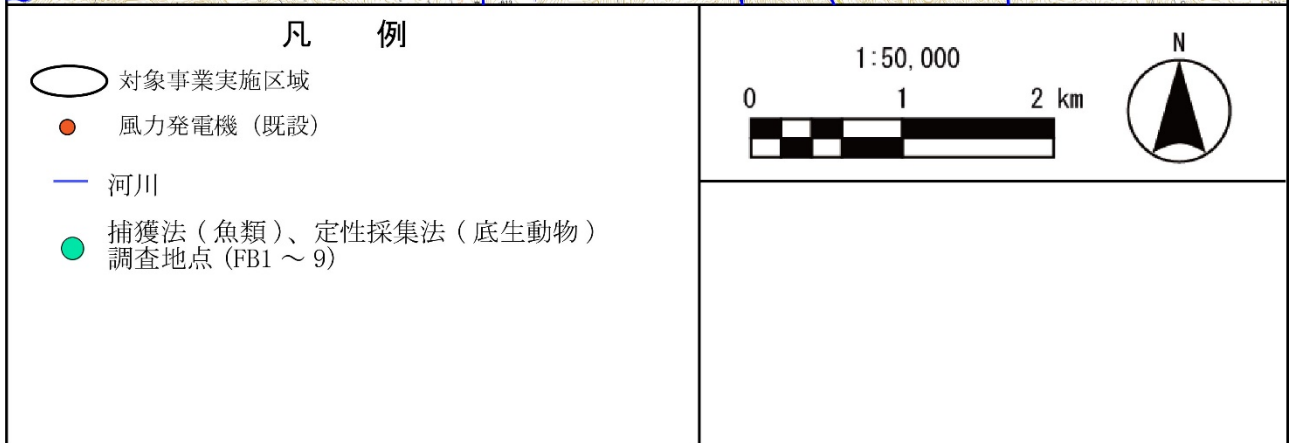 凡　例
対象事業実施区域
風力発電機（既設）
河川
捕獲法（魚類）、定性採集法（底生動物）
調査地点 (FB1 ～ 9)
1:50,000
0 1 2 km
N